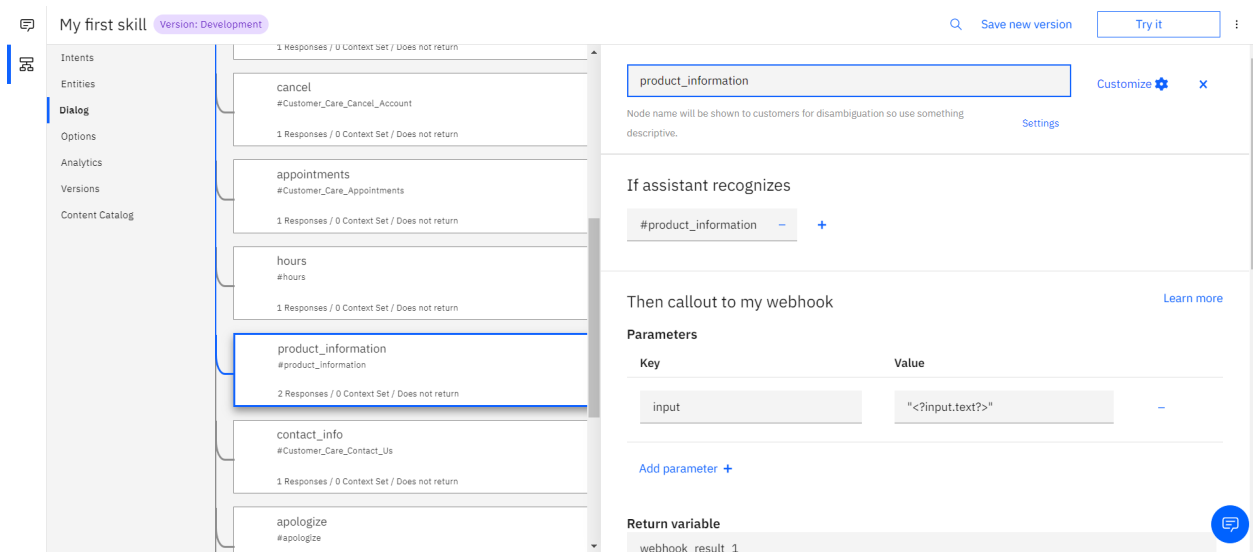 My first skill
Version: Development
Save new version
Try it
Intents
Entities
Dialog
Options
Analytics
Versions
Content Catalog
1 Responses / 0 Context Set / Does not return
cancel
#Customer_Care_Cancel_Account
1 Responses / 0 Context Set / Does not return
appointments
#Customer_Care_Appointments
1 Responses / 0 Context Set / Does not return
hours
#hours
1 Responses / 0 Context Set / Does not return
product_information
#product_information
2 Responses / 0 Context Set / Does not return
contact_info
#Customer_Care_Contact_Us
1 Responses / 0 Context Set / Does not return
apologize
#apologize
product_information
Customize
Node name will be shown to customers for disambiguation so use something
descriptive.
Settings
If assistant recognizes
#product_information
Then callout to my webhook
Learn more
Parameters
Key Value
input "<?input.text?>"
Add parameter +
Return variable
webhook_result_1